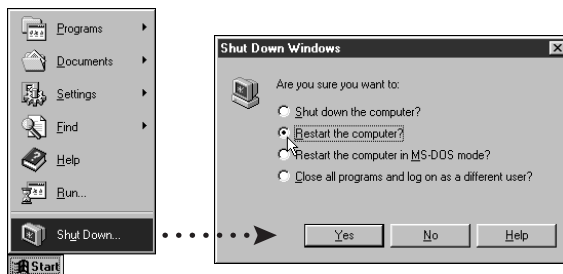 Programs
Documents
Settings
Find
Help
Run...
Shut Down...
Start
Shut Down Windows
Are you sure you want to:
Shut down the computer?
Restart the computer?
Restart the computer in MS-DOS mode?
Close all programs and log on as a different user?
Yes
No
Help